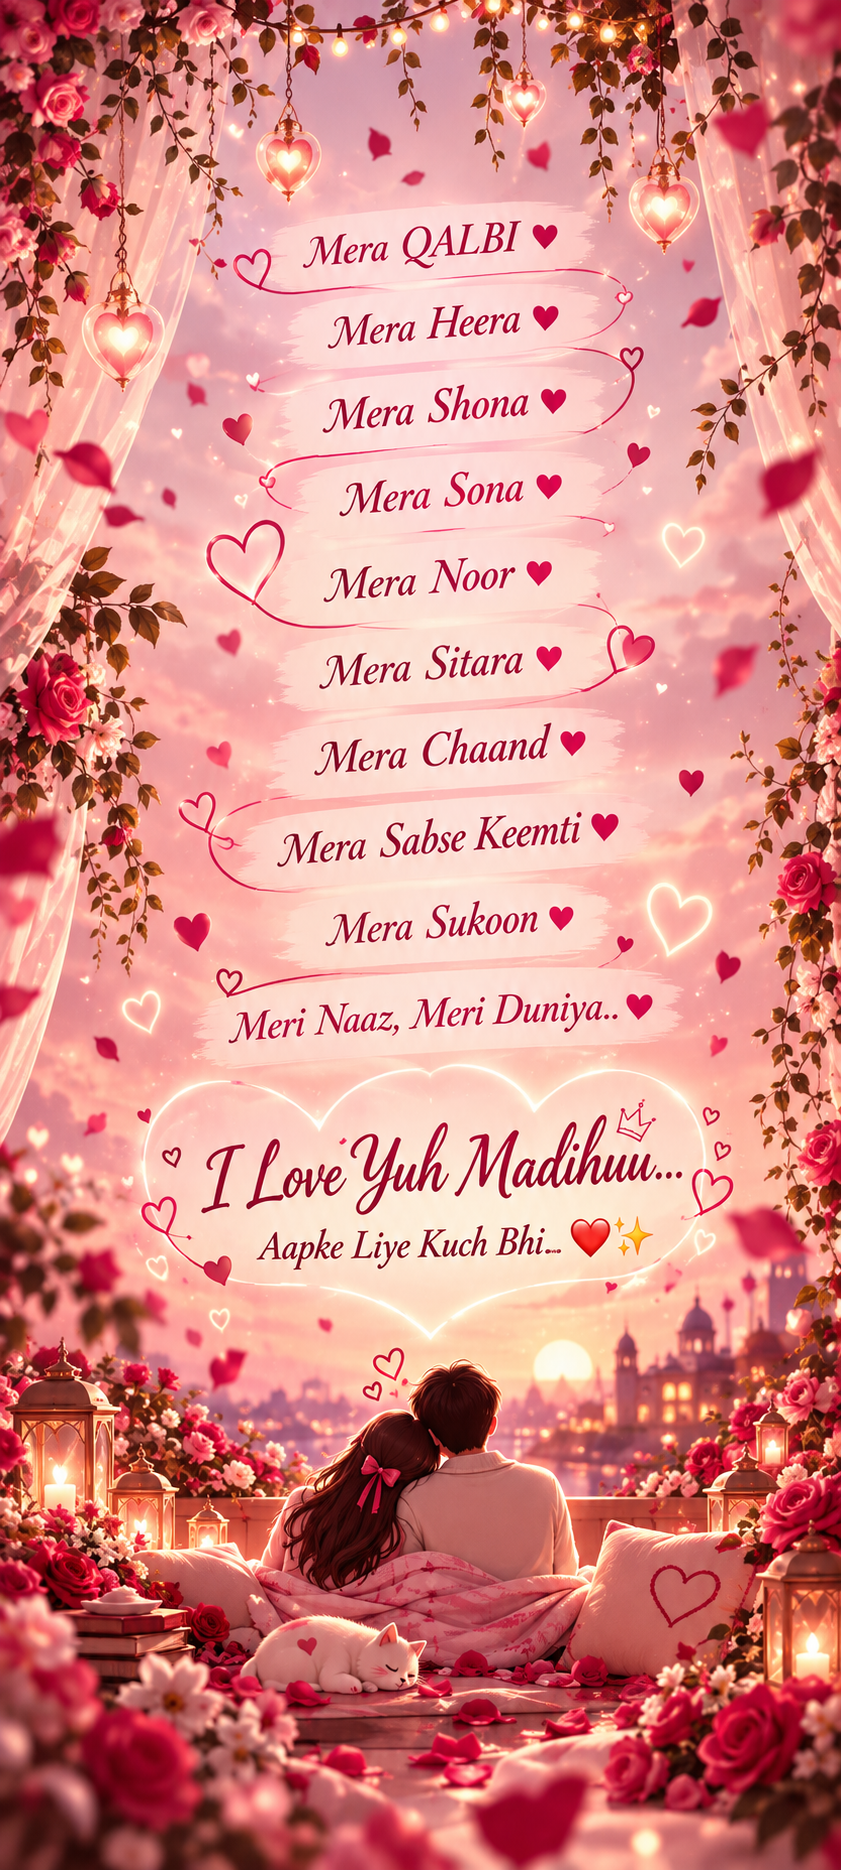 Mera QALBI ♥
Mera Heera ♥
Mera Shona ♥
Mera Sona ♥
Mera Noor ♥
Mera Sitara ♥
Mera Chaand ♥
Mera Sabse Keemti ♥
Mera Sukoon ♥
Meri Naaz, Meri Duniya.. ♥
I Love Yuh Madihuu...
Aapke Liye Kuch Bhi... ❤️✨